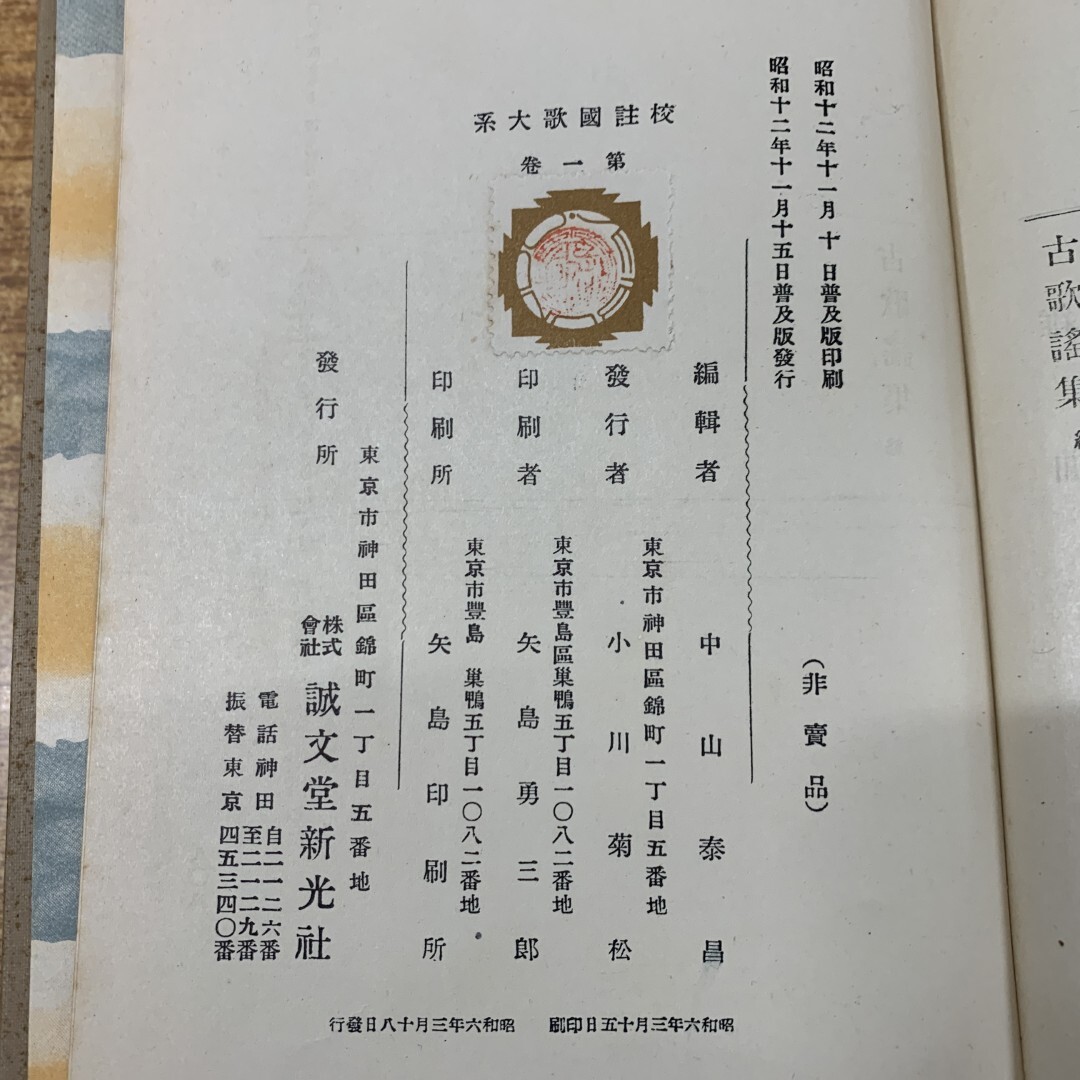 古歌謠集
昭和十二年十一月十日普及版印刷
昭和十二年十一月十五日普及版發行
(非賣品)
校註國歌大系
第一卷
編輯者 中山泰昌
東京市神田區錦町一丁目五番地
發行者 小川菊松
東京市豐島區巢鴨五丁目一〇八二番地
印刷者 矢島勇三郎
東京市豐島 巢鴨五丁目一〇八二番地
印刷所 矢島印刷所
東京市神田區錦町一丁目五番地
發行所 株式會社 誠文堂新光社
電話神田 自二一二六番
至二一二九番
振替東京 四五三四〇番
昭和六年三月十五日印刷 昭和六年三月十八日發行